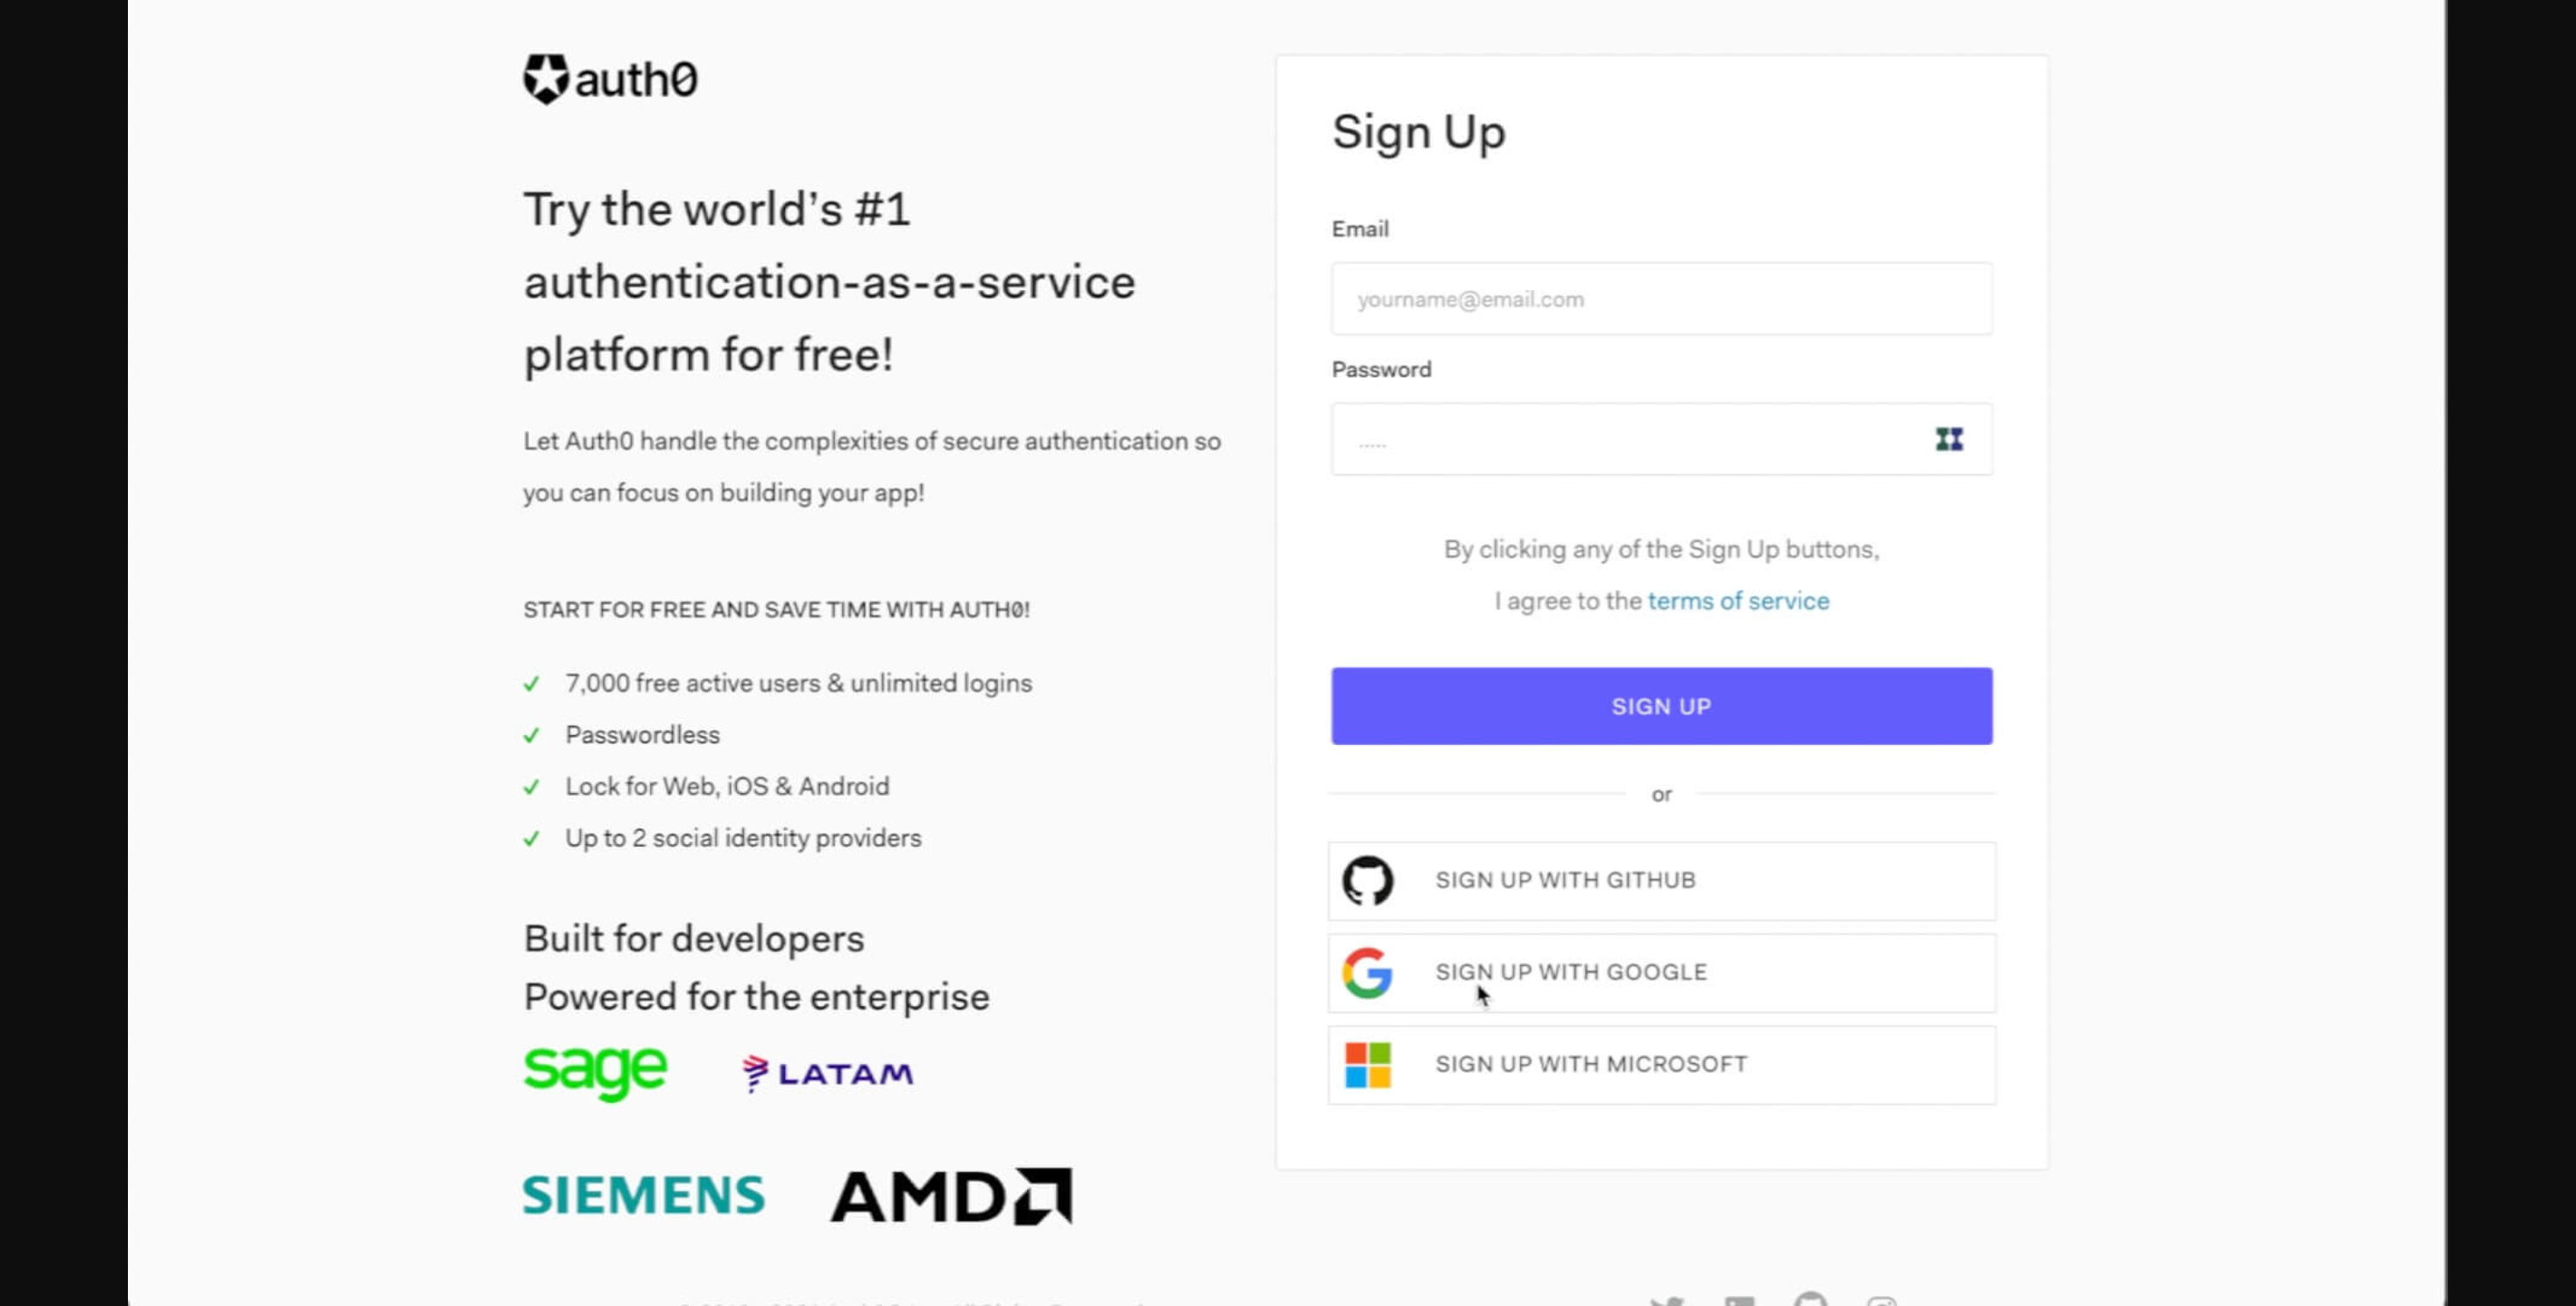 auth0
Try the world's #1
authentication-as-a-service
platform for free!
Let Auth0 handle the complexities of secure authentication so
you can focus on building your app!
START FOR FREE AND SAVE TIME WITH AUTH0!
7,000 free active users & unlimited logins
Passwordless
Lock for Web, iOS & Android
Up to 2 social identity providers
Built for developers
Powered for the enterprise
sage
LATAM
SIEMENS
AMD
Sign Up
Email
yourname@email.com
Password
.....
By clicking any of the Sign Up buttons,
I agree to the terms of service
SIGN UP
or
SIGN UP WITH GITHUB
SIGN UP WITH GOOGLE
SIGN UP WITH MICROSOFT